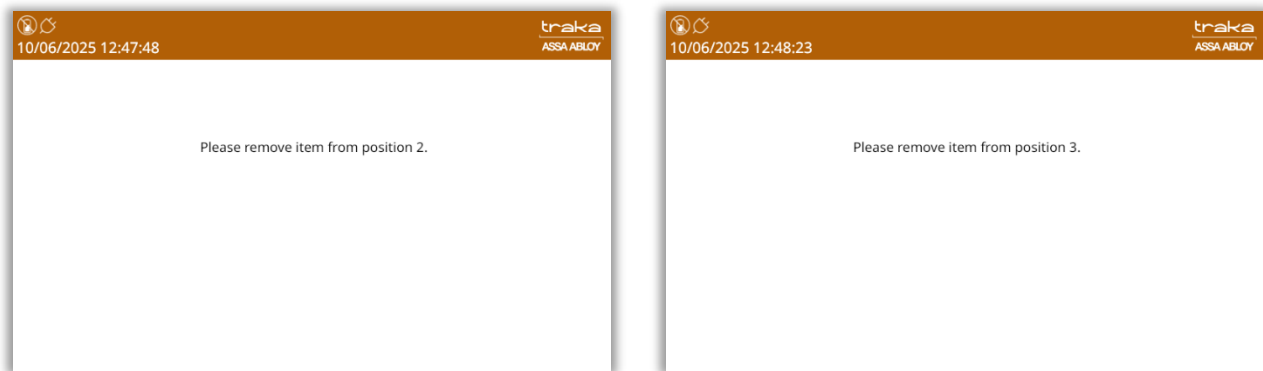 10/06/2025 12:47:48
traka
ASSA ABLOY
Please remove item from position 2.
10/06/2025 12:48:23
traka
ASSA ABLOY
Please remove item from position 3.